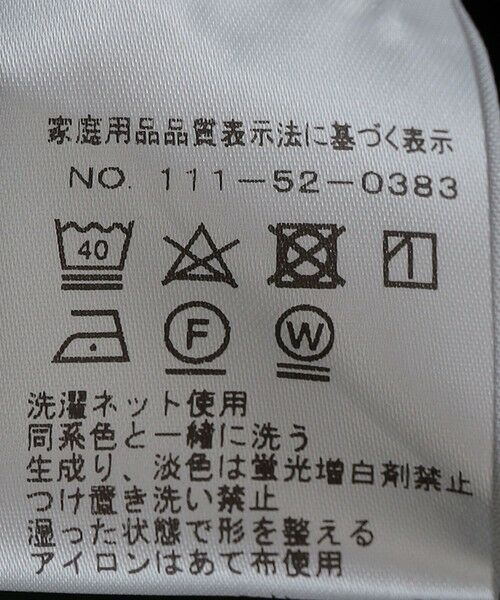 家庭用品品質表示法に基づく表示
NO. 111-52-0383
40
F W
洗濯ネット使用
同系色と一緒に洗う
生成り、淡色は蛍光増白剤禁止
つけ置き洗い禁止
湿った状態で形を整える
アイロンはあて布使用